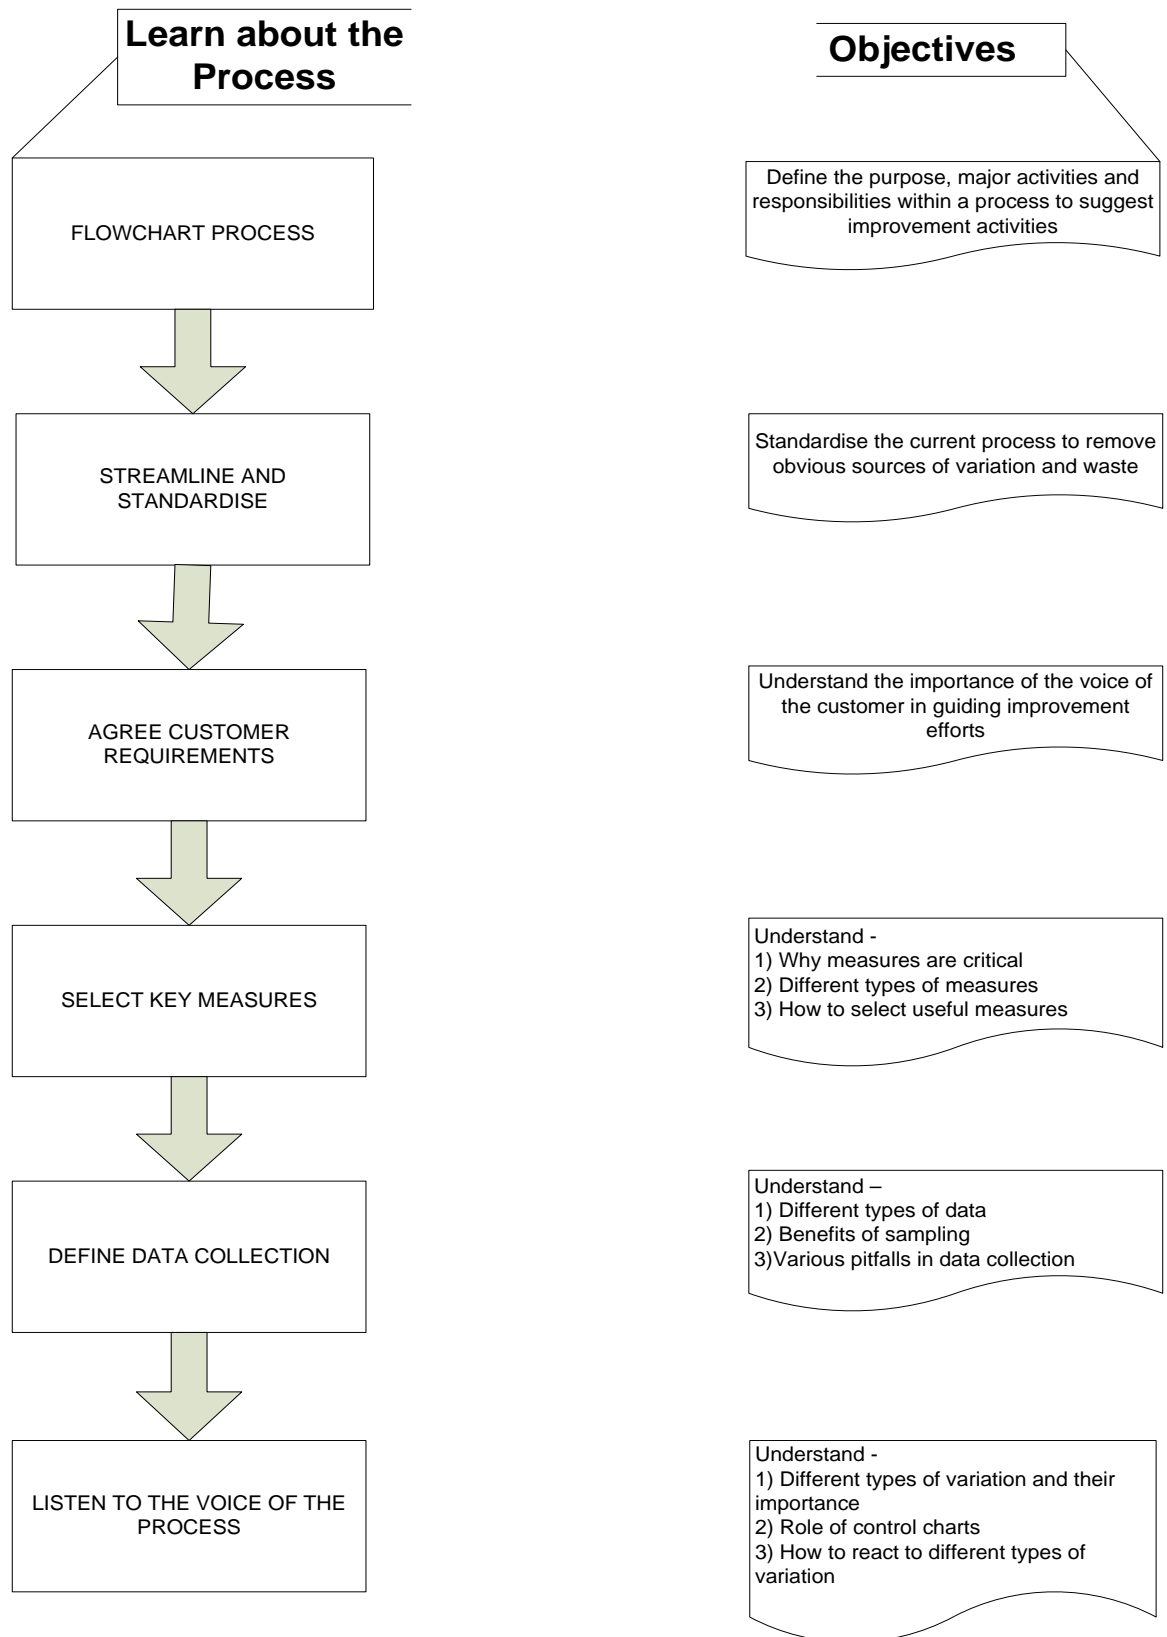 Learn about the
Process
Objectives
FLOWCHART PROCESS
Define the purpose, major activities and
responsibilities within a process to suggest
improvement activities
STREAMLINE AND
STANDARDISE
Standardise the current process to remove
obvious sources of variation and waste
AGREE CUSTOMER
REQUIREMENTS
Understand the importance of the voice of
the customer in guiding improvement
efforts
SELECT KEY MEASURES
Understand -
1) Why measures are critical
2) Different types of measures
3) How to select useful measures
DEFINE DATA COLLECTION
Understand –
1) Different types of data
2) Benefits of sampling
3)Various pitfalls in data collection
LISTEN TO THE VOICE OF THE
PROCESS
Understand -
1) Different types of variation and their
importance
2) Role of control charts
3) How to react to different types of
variation